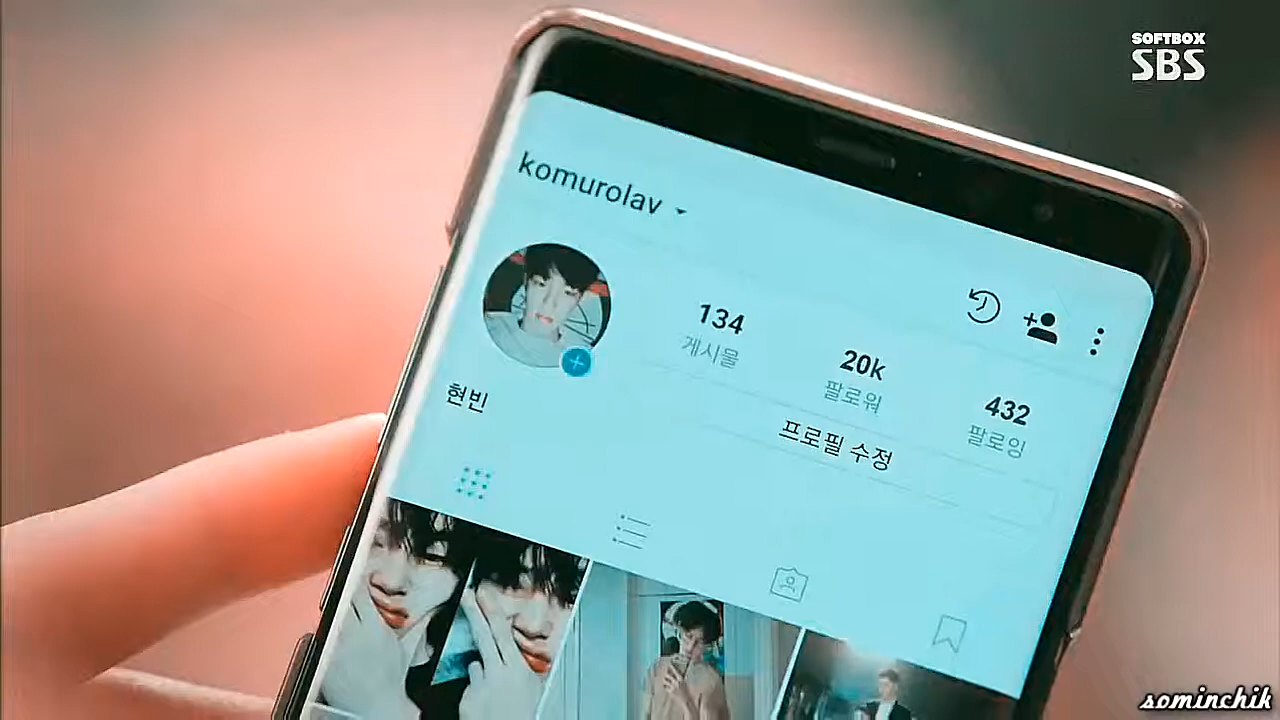 SOFTBOX
SBS
komurolav
134
게시물
20k
팔로워
432
팔로잉
현빈
프로필 수정
sominchik